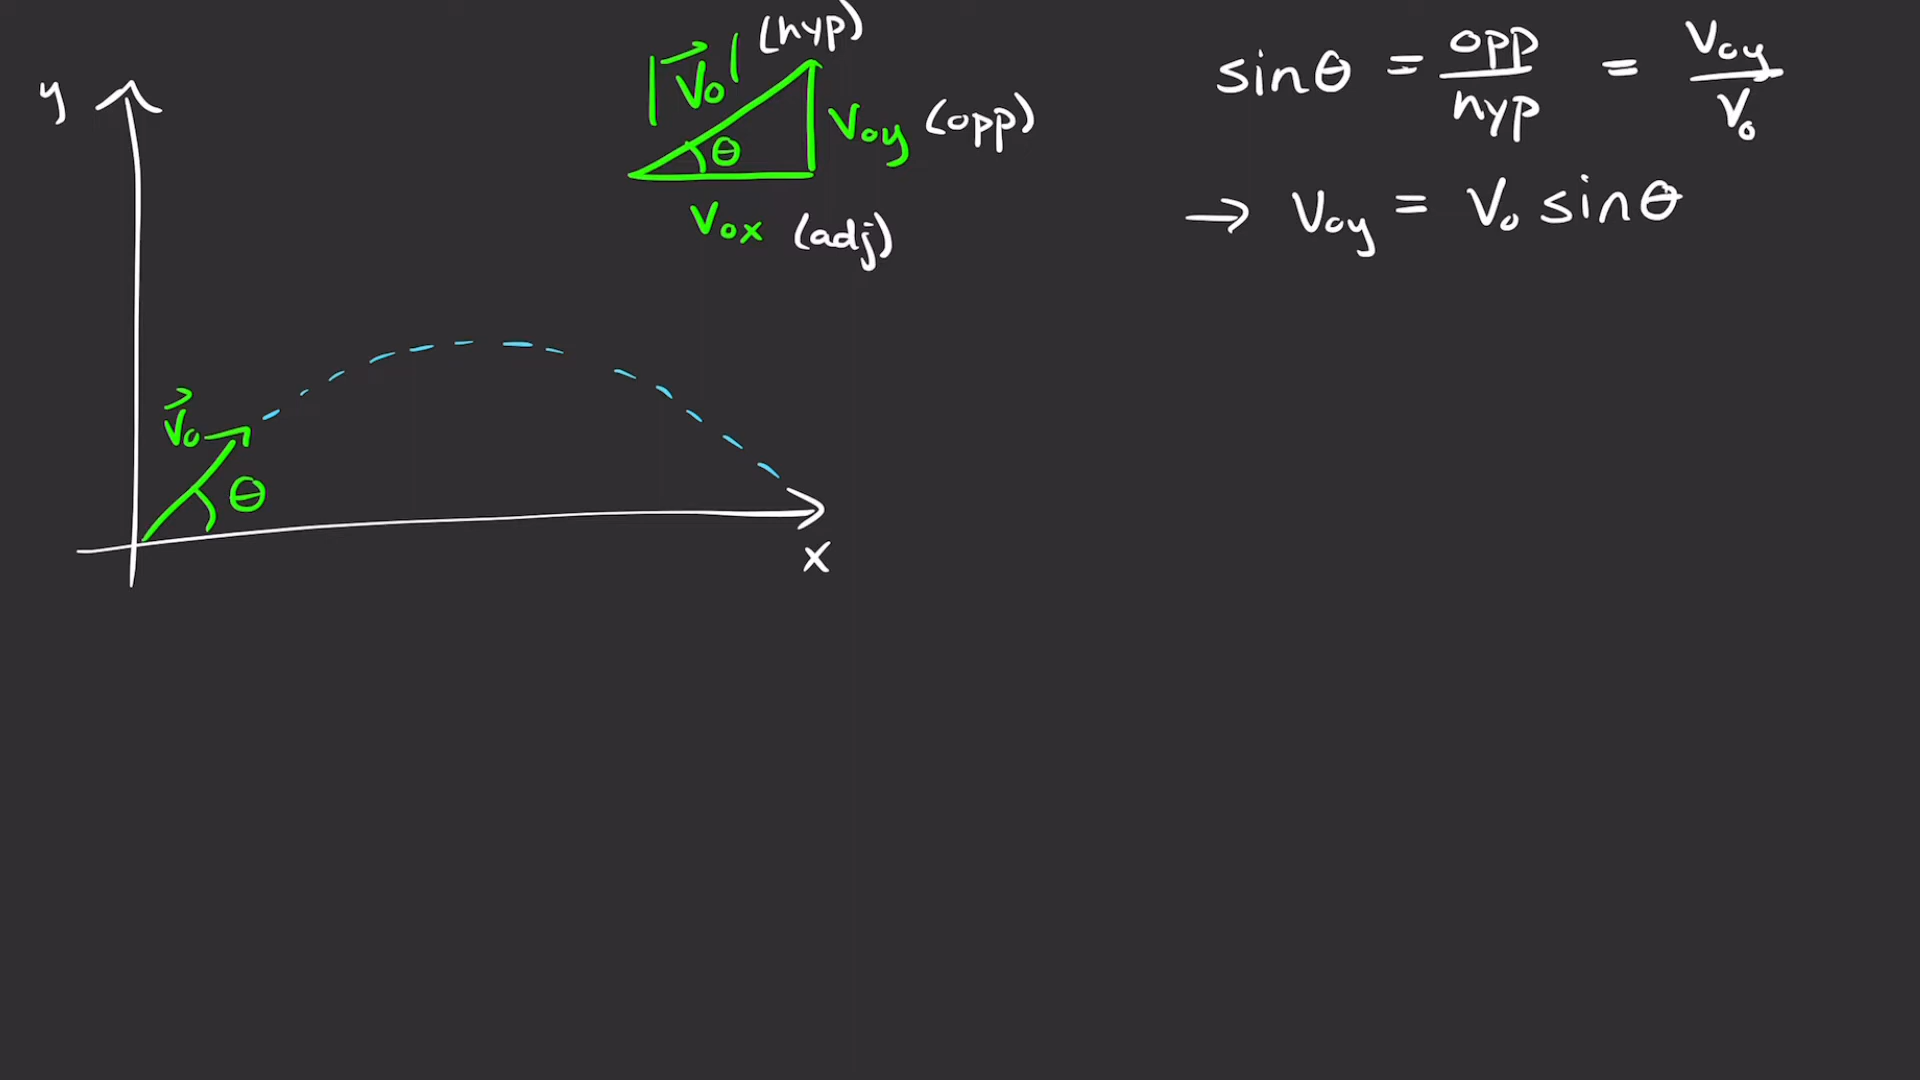 y
|v⃗₀| (hyp)
θ
v₀y (opp)
v₀x (adj)
sinθ = opp/hyp = v₀y/v₀
→ v₀y = v₀ sinθ
v⃗₀
θ
x